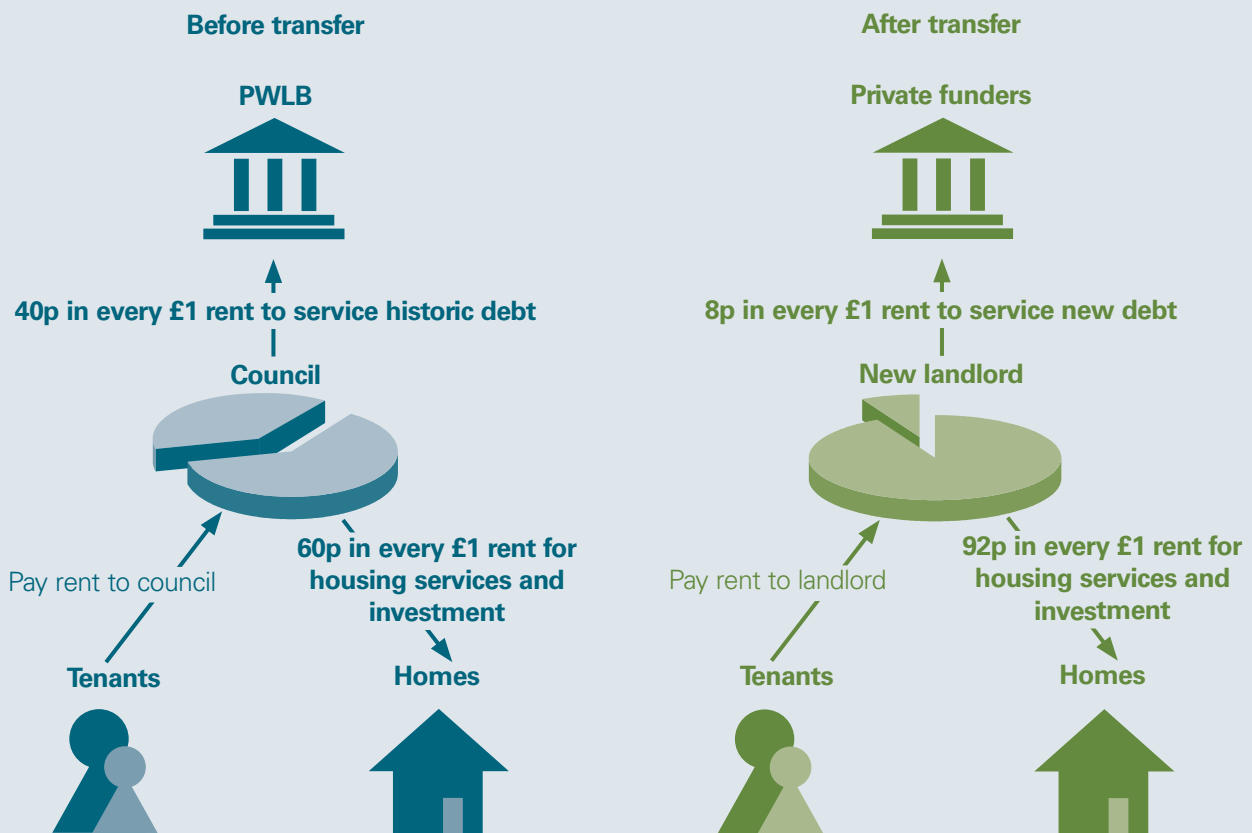 Before transfer
PWLB
40p in every £1 rent to service historic debt
Council
Pay rent to council
60p in every £1 rent for
housing services and
investment
Tenants
Homes
After transfer
Private funders
8p in every £1 rent to service new debt
New landlord
Pay rent to landlord
92p in every £1 rent for
housing services and
investment
Tenants
Homes